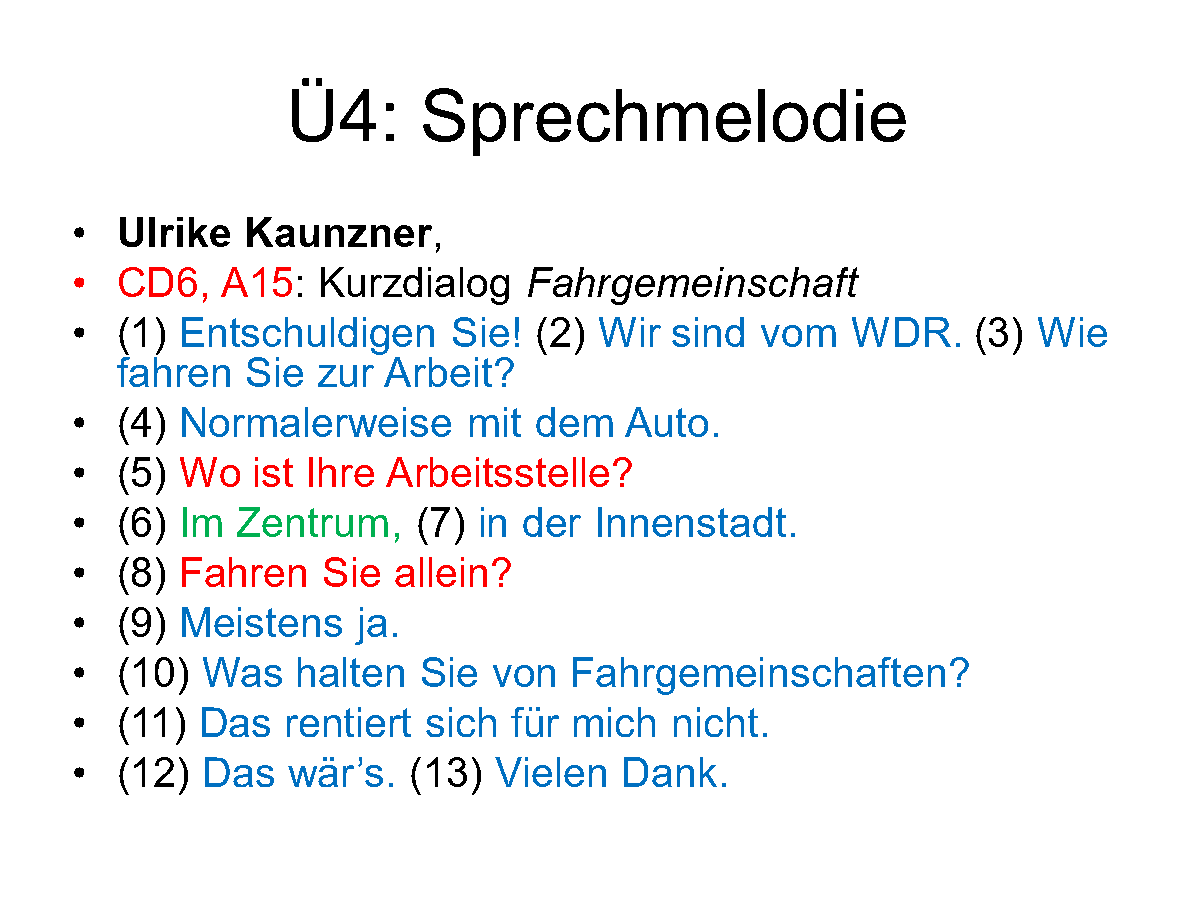 Ü4: Sprechmelodie
• Ulrike Kaunzner,
• CD6, A15: Kurzdialog Fahrgemeinschaft
• (1) Entschuldigen Sie! (2) Wir sind vom WDR. (3) Wie
fahren Sie zur Arbeit?
• (4) Normalerweise mit dem Auto.
• (5) Wo ist Ihre Arbeitsstelle?
• (6) Im Zentrum, (7) in der Innenstadt.
• (8) Fahren Sie allein?
• (9) Meistens ja.
• (10) Was halten Sie von Fahrgemeinschaften?
• (11) Das rentiert sich für mich nicht.
• (12) Das wär’s. (13) Vielen Dank.